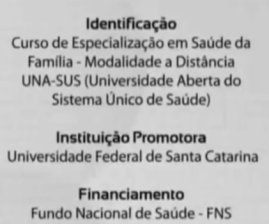 Identificação
Curso de Especialização em Saúde da
Família - Modalidade a Distância
UNA-SUS (Universidade Aberta do
Sistema Único de Saúde)
Instituição Promotora
Universidade Federal de Santa Catarina
Financiamento
Fundo Nacional de Saúde - FNS